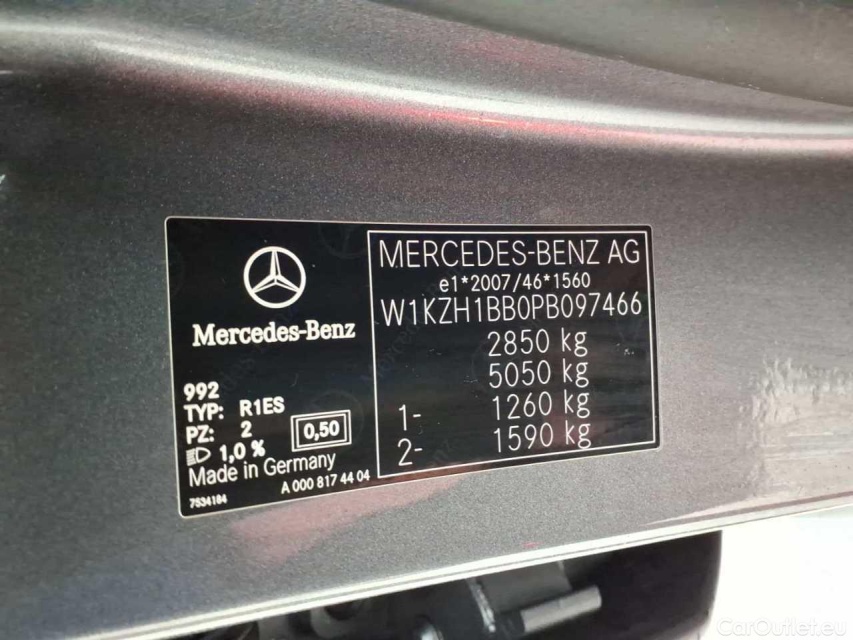 MERCEDES-BENZ AG
e1*2007/46*1560
W1KZH1BB0PB097466
2850 kg
5050 kg
1- 1260 kg
2- 1590 kg
Mercedes-Benz
992
TYP: R1ES
PZ: 2
0,50
1,0 %
Made in Germany
7534184
A 000 817 44 04
CarOutlet.eu